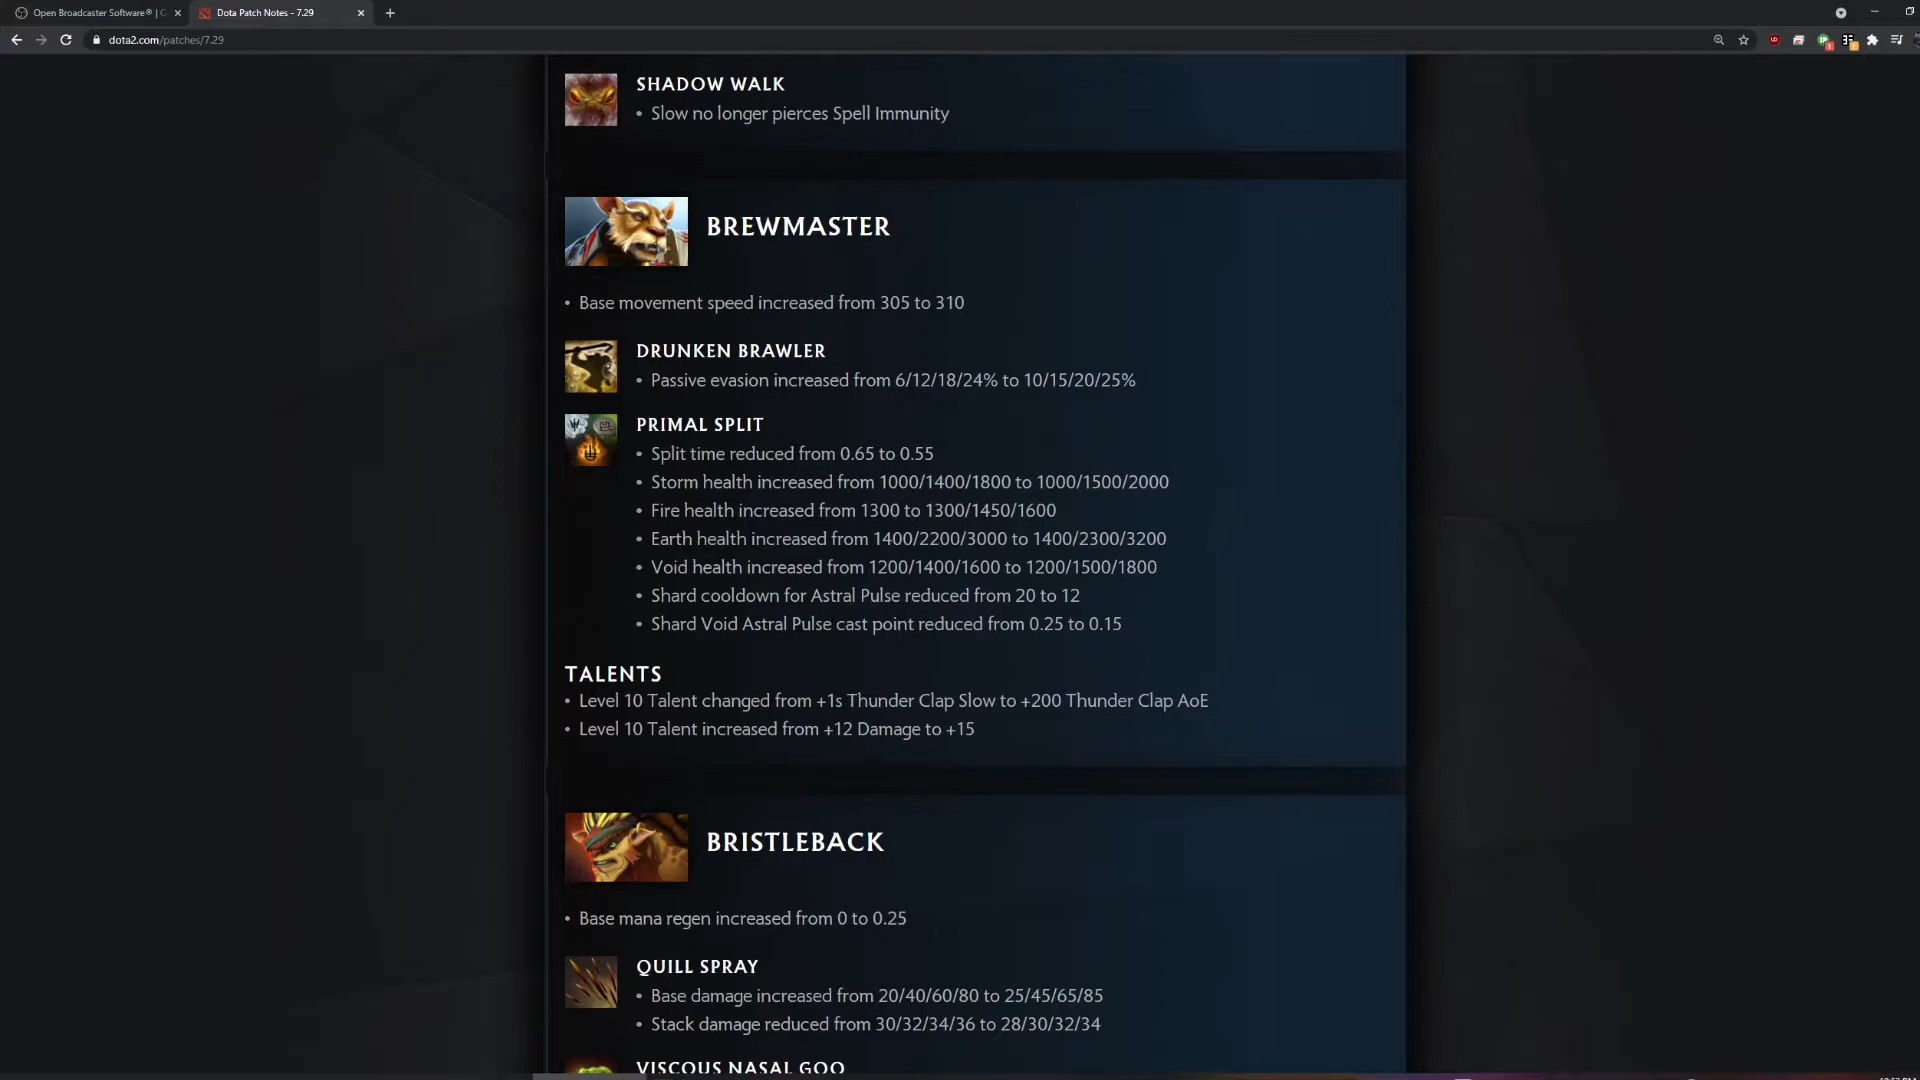 Open Broadcaster Software® |
Dota Patch Notes - 7.29
dota2.com/patches/7.29
SHADOW WALK
• Slow no longer pierces Spell Immunity
BREWMASTER
• Base movement speed increased from 305 to 310
DRUNKEN BRAWLER
• Passive evasion increased from 6/12/18/24% to 10/15/20/25%
PRIMAL SPLIT
• Split time reduced from 0.65 to 0.55
• Storm health increased from 1000/1400/1800 to 1000/1500/2000
• Fire health increased from 1300 to 1300/1450/1600
• Earth health increased from 1400/2200/3000 to 1400/2300/3200
• Void health increased from 1200/1400/1600 to 1200/1500/1800
• Shard cooldown for Astral Pulse reduced from 20 to 12
• Shard Void Astral Pulse cast point reduced from 0.25 to 0.15
TALENTS
• Level 10 Talent changed from +1s Thunder Clap Slow to +200 Thunder Clap AoE
• Level 10 Talent increased from +12 Damage to +15
BRISTLEBACK
• Base mana regen increased from 0 to 0.25
QUILL SPRAY
• Base damage increased from 20/40/60/80 to 25/45/65/85
• Stack damage reduced from 30/32/34/36 to 28/30/32/34
VISCOUS NASAL GOO